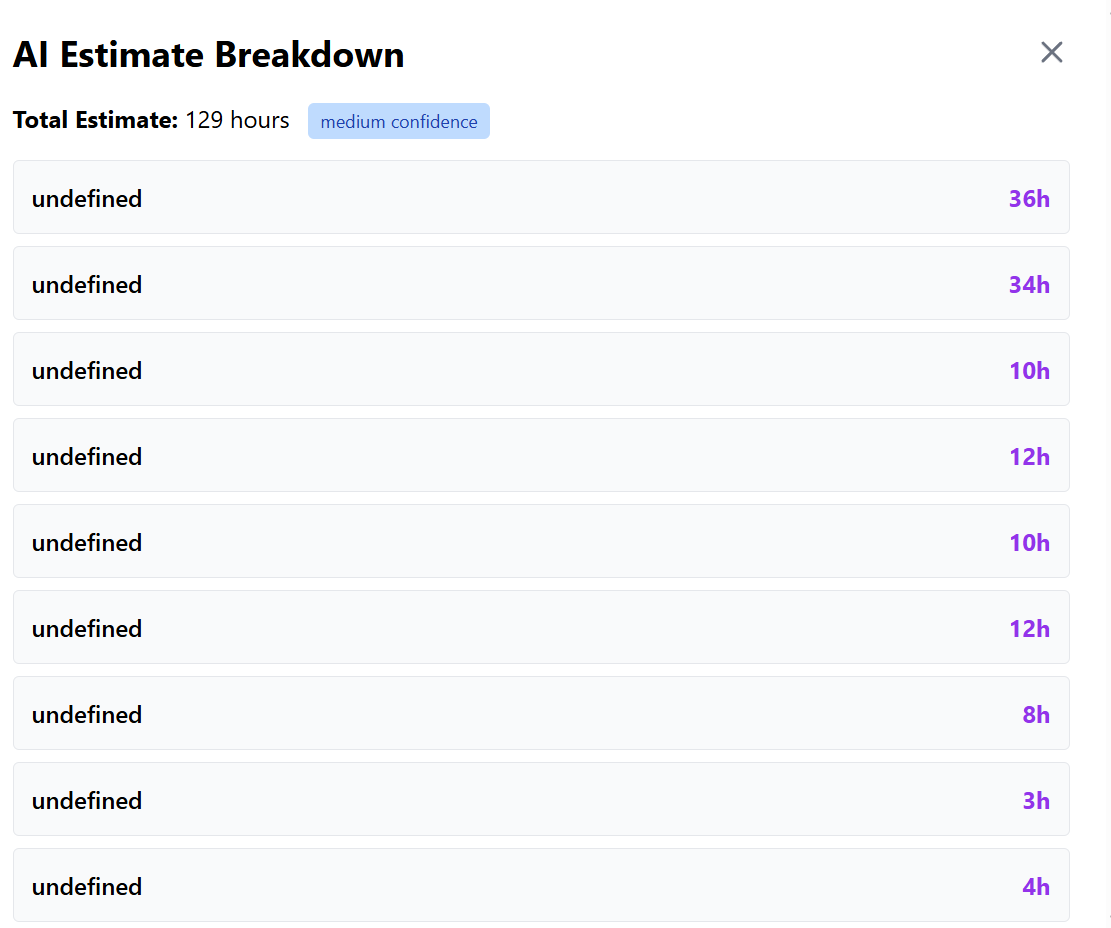 AI Estimate Breakdown
Total Estimate: 129 hours medium confidence
undefined 36h
undefined 34h
undefined 10h
undefined 12h
undefined 10h
undefined 12h
undefined 8h
undefined 3h
undefined 4h